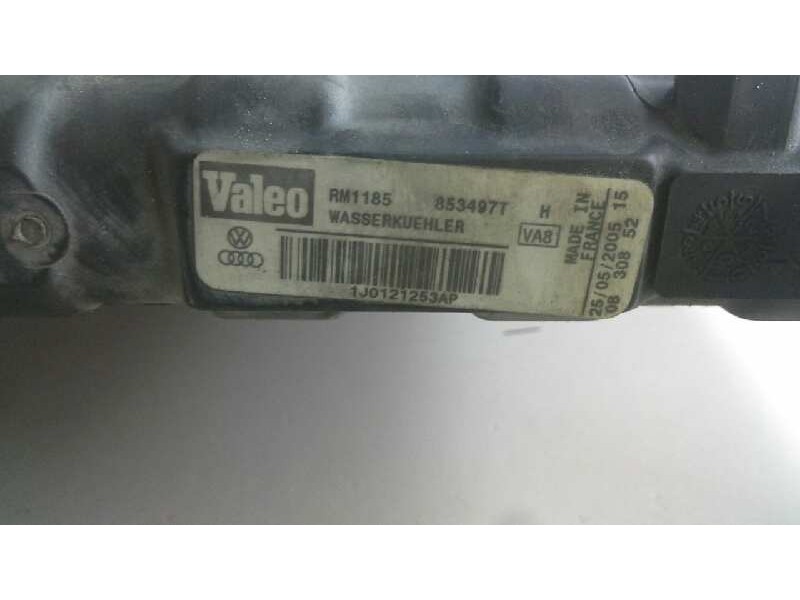 Valeo
RM1185 853497T H
WASSERKUEHLER
VA8
1J0121253AP
MADE IN
FRANCE
25/05/2005 15
08 308 52